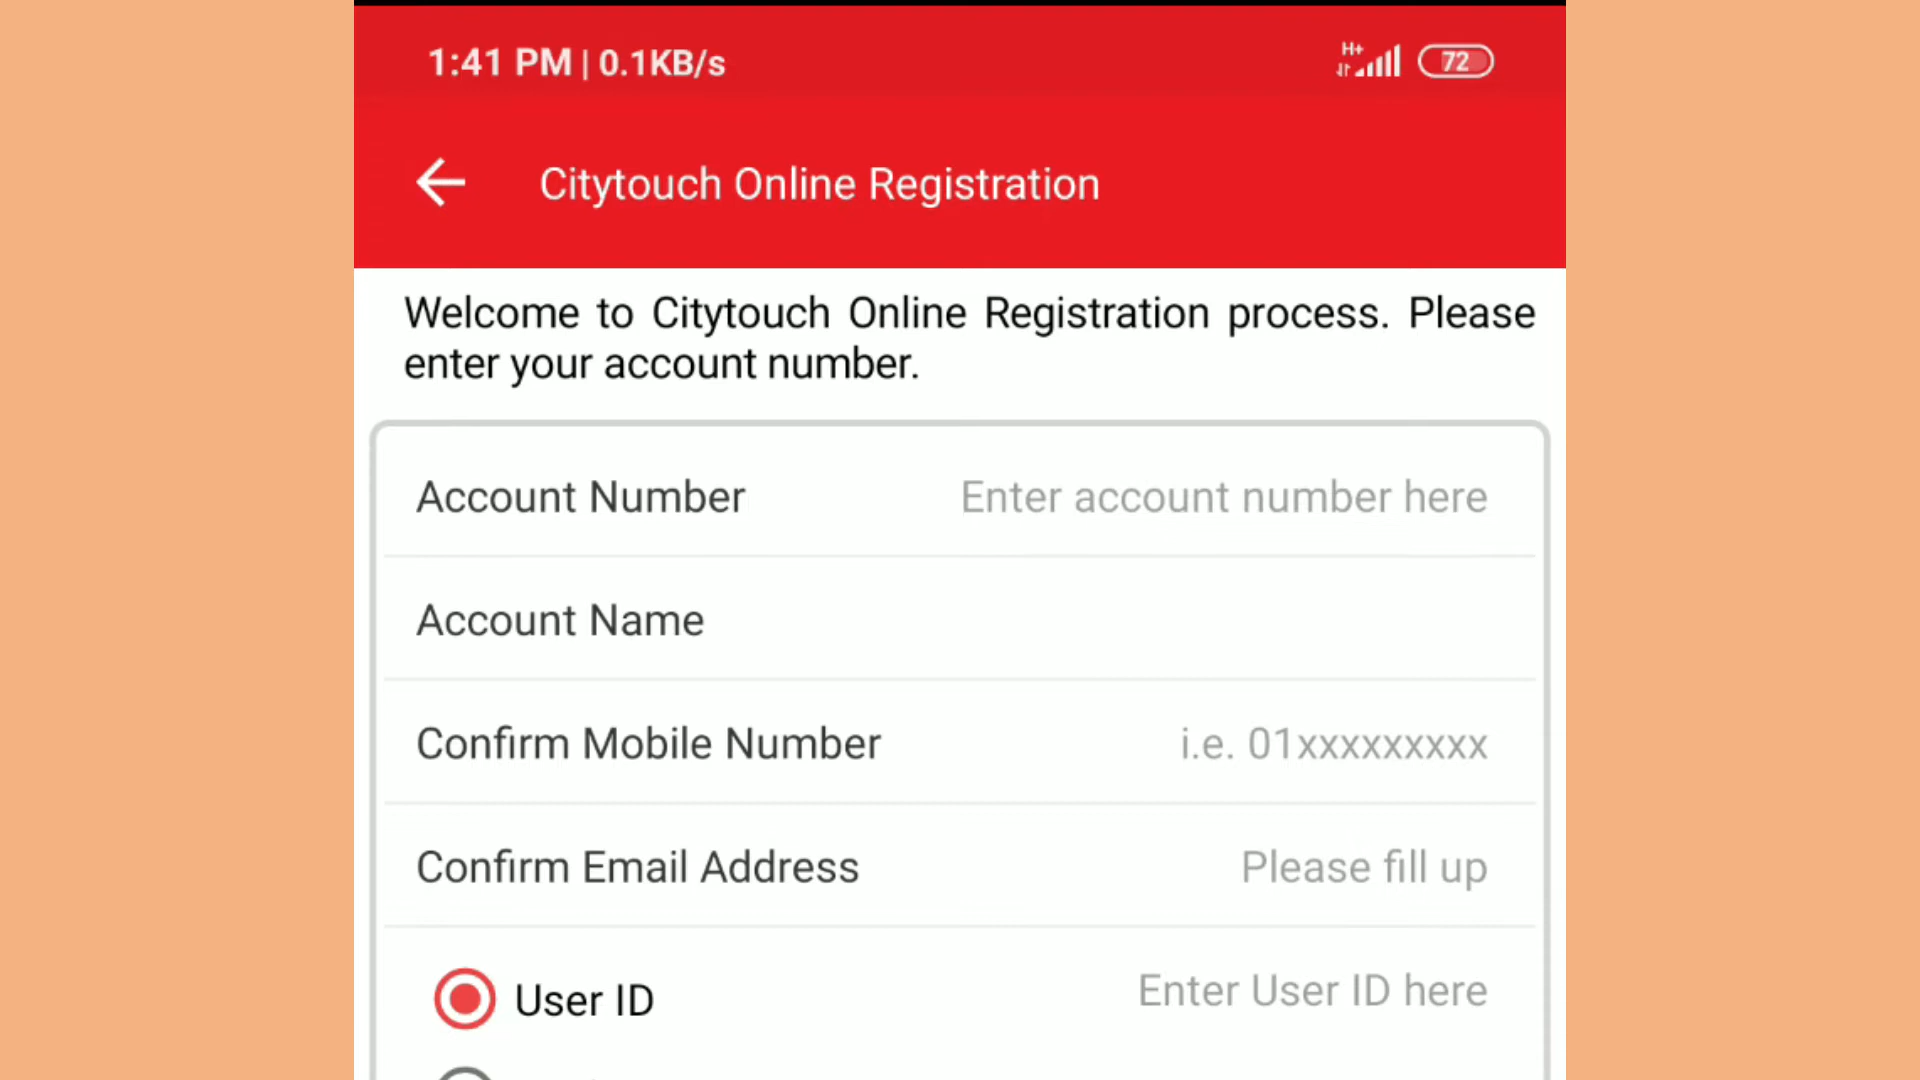 1:41 PM | 0.1KB/s H+ 72
Citytouch Online Registration
Welcome to Citytouch Online Registration process. Please
enter your account number.
Account Number Enter account number here
Account Name
Confirm Mobile Number i.e. 01xxxxxxxxx
Confirm Email Address Please fill up
User ID Enter User ID here